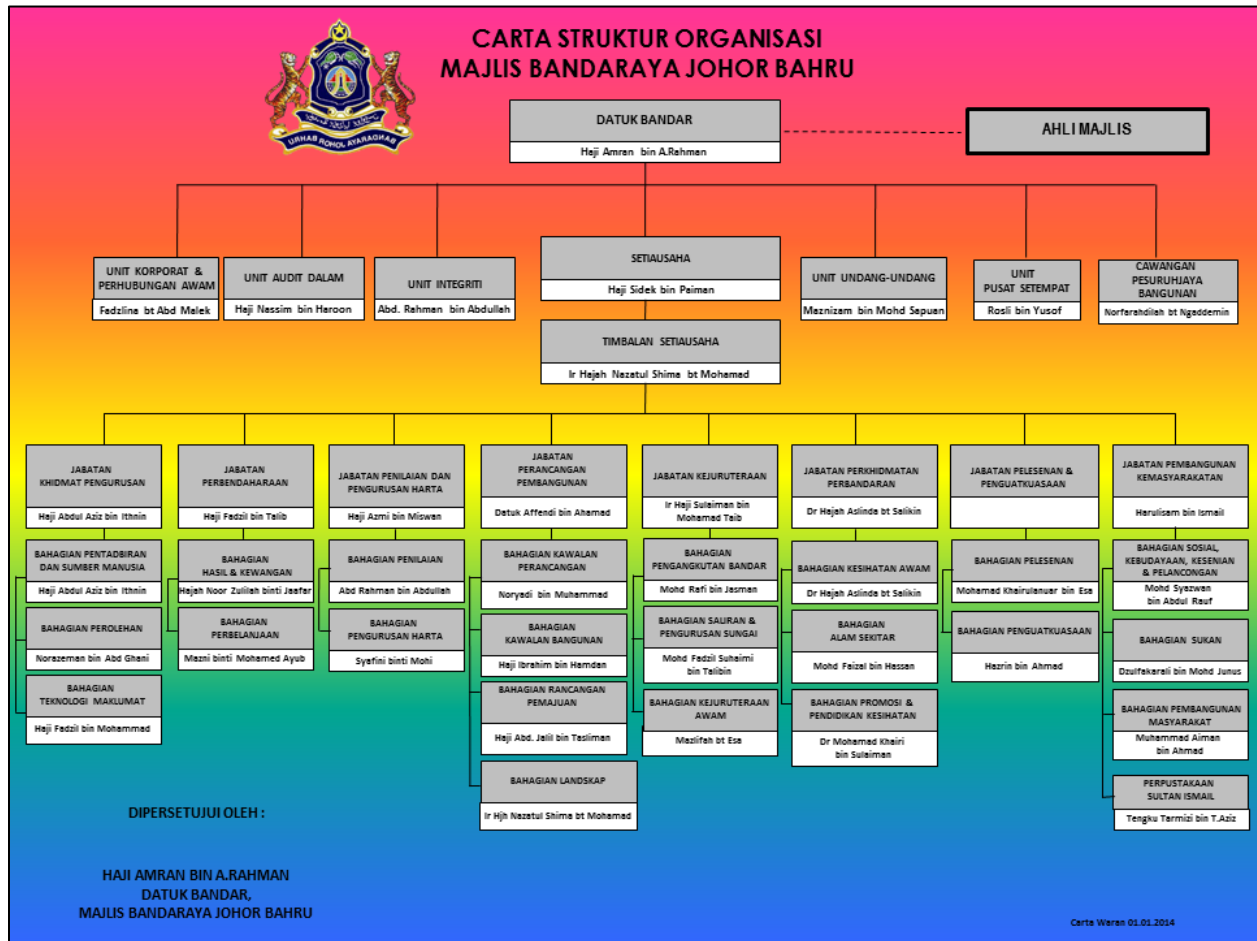 CARTA STRUKTUR ORGANISASI
MAJLIS BANDARAYA JOHOR BAHRU
URHAB ROHOL AYARAGNAB
DATUK BANDAR
Haji Amran bin A.Rahman
AHLI MAJLIS
UNIT KORPORAT &
PERHUBUNGAN AWAM
Fadzlina bt Abd Malek
UNIT AUDIT DALAM
Haji Nassim bin Haroon
UNIT INTEGRITI
Abd. Rahman bin Abdullah
SETIAUSAHA
Haji Sidek bin Paiman
UNIT UNDANG-UNDANG
Maznizam bin Mohd Sapuan
UNIT
PUSAT SETEMPAT
Rosli bin Yusof
CAWANGAN
PESURUHJAYA
BANGUNAN
Norfarahdilah bt Ngaddemin
TIMBALAN SETIAUSAHA
Ir Hajah Nazatul Shima bt Mohamad
JABATAN
KHIDMAT PENGURUSAN
Haji Abdul Aziz bin Ithnin
BAHAGIAN PENTADBIRAN
DAN SUMBER MANUSIA
Haji Abdul Aziz bin Ithnin
BAHAGIAN PEROLEHAN
Norazeman bin Abd Ghani
BAHAGIAN
TEKNOLOGI MAKLUMAT
Haji Fadzil bin Mohammad
JABATAN
PERBENDAHARAAN
Haji Fadzil bin Talib
BAHAGIAN
HASIL & KEWANGAN
Hajah Noor Zulilah binti Jaafar
BAHAGIAN
PERBELANJAAN
Mazni binti Mohamed Ayub
JABATAN PENILAIAN DAN
PENGURUSAN HARTA
Haji Azmi bin Miswan
BAHAGIAN PENILAIAN
Abd Rahman bin Abdullah
BAHAGIAN
PENGURUSAN HARTA
Syafini binti Mohi
JABATAN
PERANCANGAN
PEMBANGUNAN
Datuk Affendi bin Ahamad
BAHAGIAN KAWALAN
PERANCANGAN
Noryadi bin Muhammad
BAHAGIAN
KAWALAN BANGUNAN
Haji Ibrahim bin Hamdan
BAHAGIAN RANCANGAN
PEMAJUAN
Haji Abd. Jalil bin Tasliman
BAHAGIAN LANDSKAP
Ir Hjh Nazatul Shima bt Mohamad
JABATAN KEJURUTERAAN
Ir Haji Sulaiman bin
Mohamad Taib
BAHAGIAN
PENGANGKUTAN BANDAR
Mohd Rafi bin Jasman
BAHAGIAN SALIRAN &
PENGURUSAN SUNGAI
Mohd Fadzil Suhaimi
bin Talibin
BAHAGIAN KEJURUTERAAN
AWAM
Mazlifah bt Esa
JABATAN PERKHIDMATAN
PERBANDARAN
Dr Hajah Aslinda bt Salikin
BAHAGIAN KESIHATAN AWAM
Dr Hajah Aslinda bt Salikin
BAHAGIAN
ALAM SEKITAR
Mohd Faizal bin Hassan
BAHAGIAN PROMOSI &
PENDIDIKAN KESIHATAN
Dr Mohamad Khairi
bin Sulaiman
JABATAN PELESENAN &
PENGUATKUASAAN
BAHAGIAN PELESENAN
Mohamad Khairulanuar bin Esa
BAHAGIAN PENGUATKUASAAN
Hazrin bin Ahmad
JABATAN PEMBANGUNAN
KEMASYARAKATAN
Harulisam bin Ismail
BAHAGIAN SOSIAL,
KEBUDAYAAN, KESENIAN
& PELANCONGAN
Mohd Syazwan
bin Abdul Rauf
BAHAGIAN SUKAN
Dzulfakarali bin Mohd Junus
BAHAGIAN PEMBANGUNAN
MASYARAKAT
Muhammad Aiman
bin Ahmad
PERPUSTAKAAN
SULTAN ISMAIL
Tengku Tarmizi bin T.Aziz
DIPERSETUJUI OLEH :
HAJI AMRAN BIN A.RAHMAN
DATUK BANDAR,
MAJLIS BANDARAYA JOHOR BAHRU
Carta Waran 01.01.2014